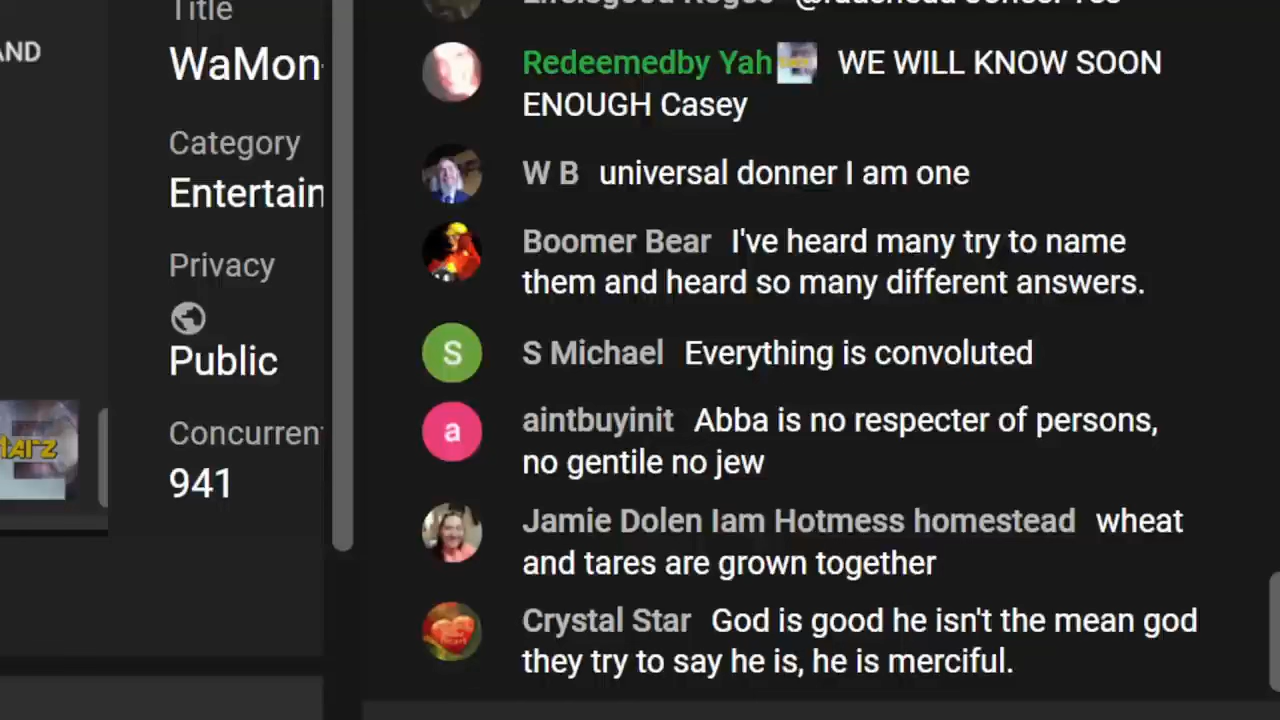 Title
AND
WaMon
Category
Entertain
Privacy
Public
Concurrent
941
Marz
@
Redeemedby Yah WE WILL KNOW SOON
ENOUGH Casey
W B universal donner I am one
Boomer Bear I've heard many try to name
them and heard so many different answers.
S
S Michael Everything is convoluted
a
aintbuyinit Abba is no respecter of persons,
no gentile no jew
Jamie Dolen Iam Hotmess homestead wheat
and tares are grown together
Crystal Star God is good he isn't the mean god
they try to say he is, he is merciful.